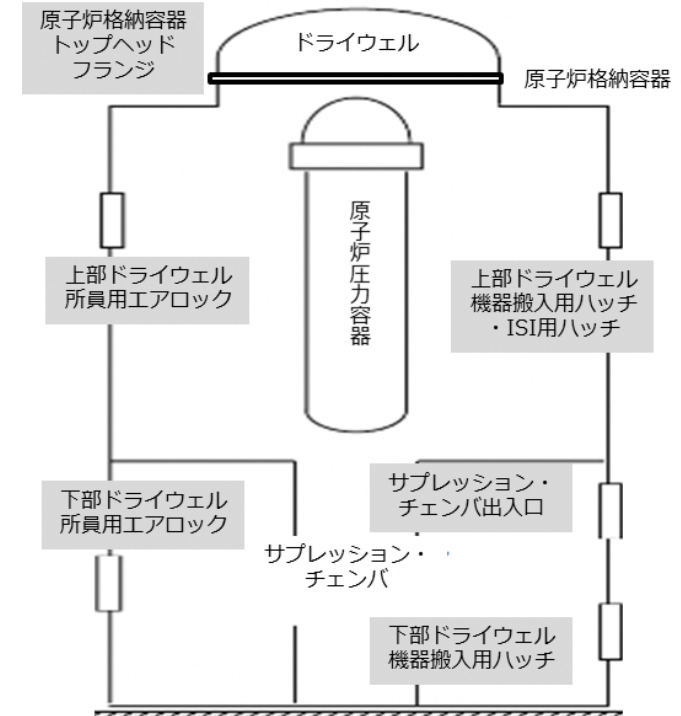 原子炉格納容器
トップヘッド
フランジ
ドライウェル
原子炉格納容器
原子炉圧力容器
上部ドライウェル
所員用エアロック
上部ドライウェル
機器搬入用ハッチ
・ISI用ハッチ
下部ドライウェル
所員用エアロック
サプレッション・
チェンバ出入口
サプレッション・
チェンバ
下部ドライウェル
機器搬入用ハッチ